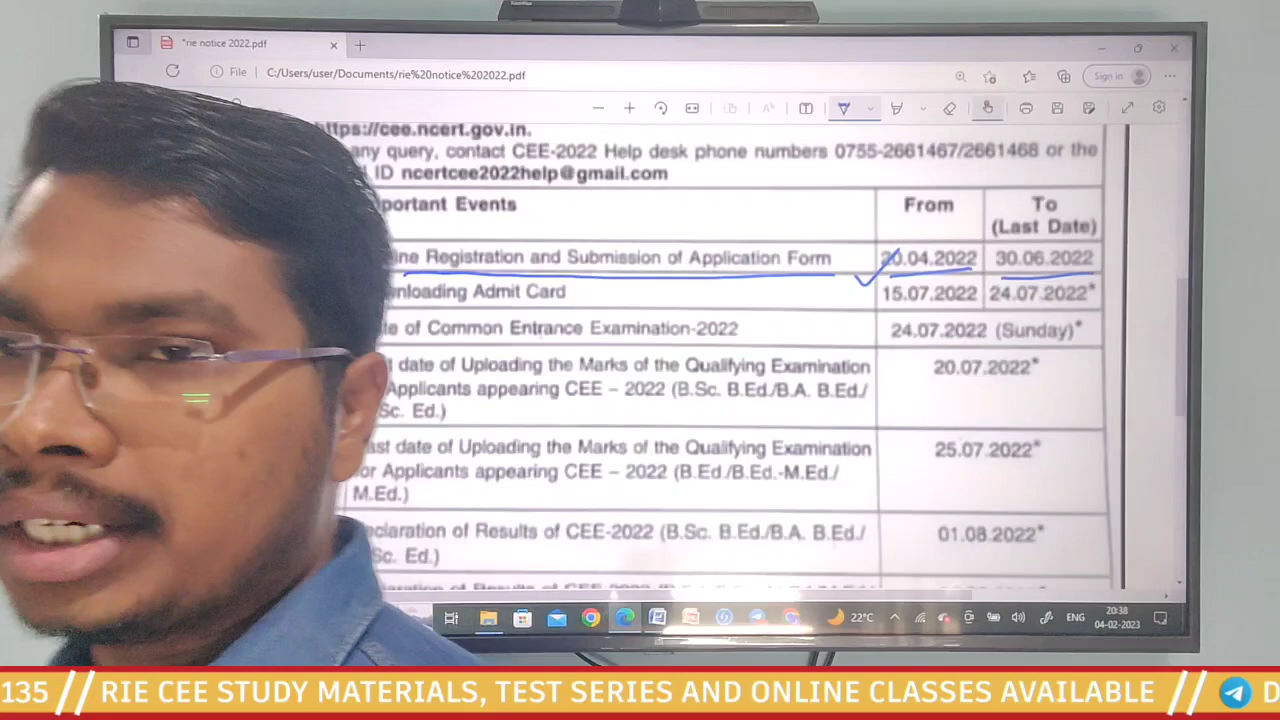 *rie notice 2022.pdf
File C:/Users/user/Documents/rie%20notice%202022.pdf
Sign in
https://cee.ncert.gov.in.
any query, contact CEE-2022 Help desk phone numbers 0755-2661467/2661468 or the
ID ncertcee2022help@gmail.com
portant Events From To
(Last Date)
ine Registration and Submission of Application Form 20.04.2022 30.06.2022
nloading Admit Card 15.07.2022 24.07.2022*
te of Common Entrance Examination-2022 24.07.2022 (Sunday)*
date of Uploading the Marks of the Qualifying Examination 20.07.2022*
Applicants appearing CEE – 2022 (B.Sc. B.Ed./B.A. B.Ed./
Sc. Ed.)
ast date of Uploading the Marks of the Qualifying Examination 25.07.2022*
or Applicants appearing CEE – 2022 (B.Ed./B.Ed.-M.Ed./
M.Ed.)
claration of Results of CEE-2022 (B.Sc. B.Ed./B.A. B.Ed./ 01.08.2022*
Sc. Ed.)
22°C ENG 20:38
04-02-2023
135 // RIE CEE STUDY MATERIALS, TEST SERIES AND ONLINE CLASSES AVAILABLE // D